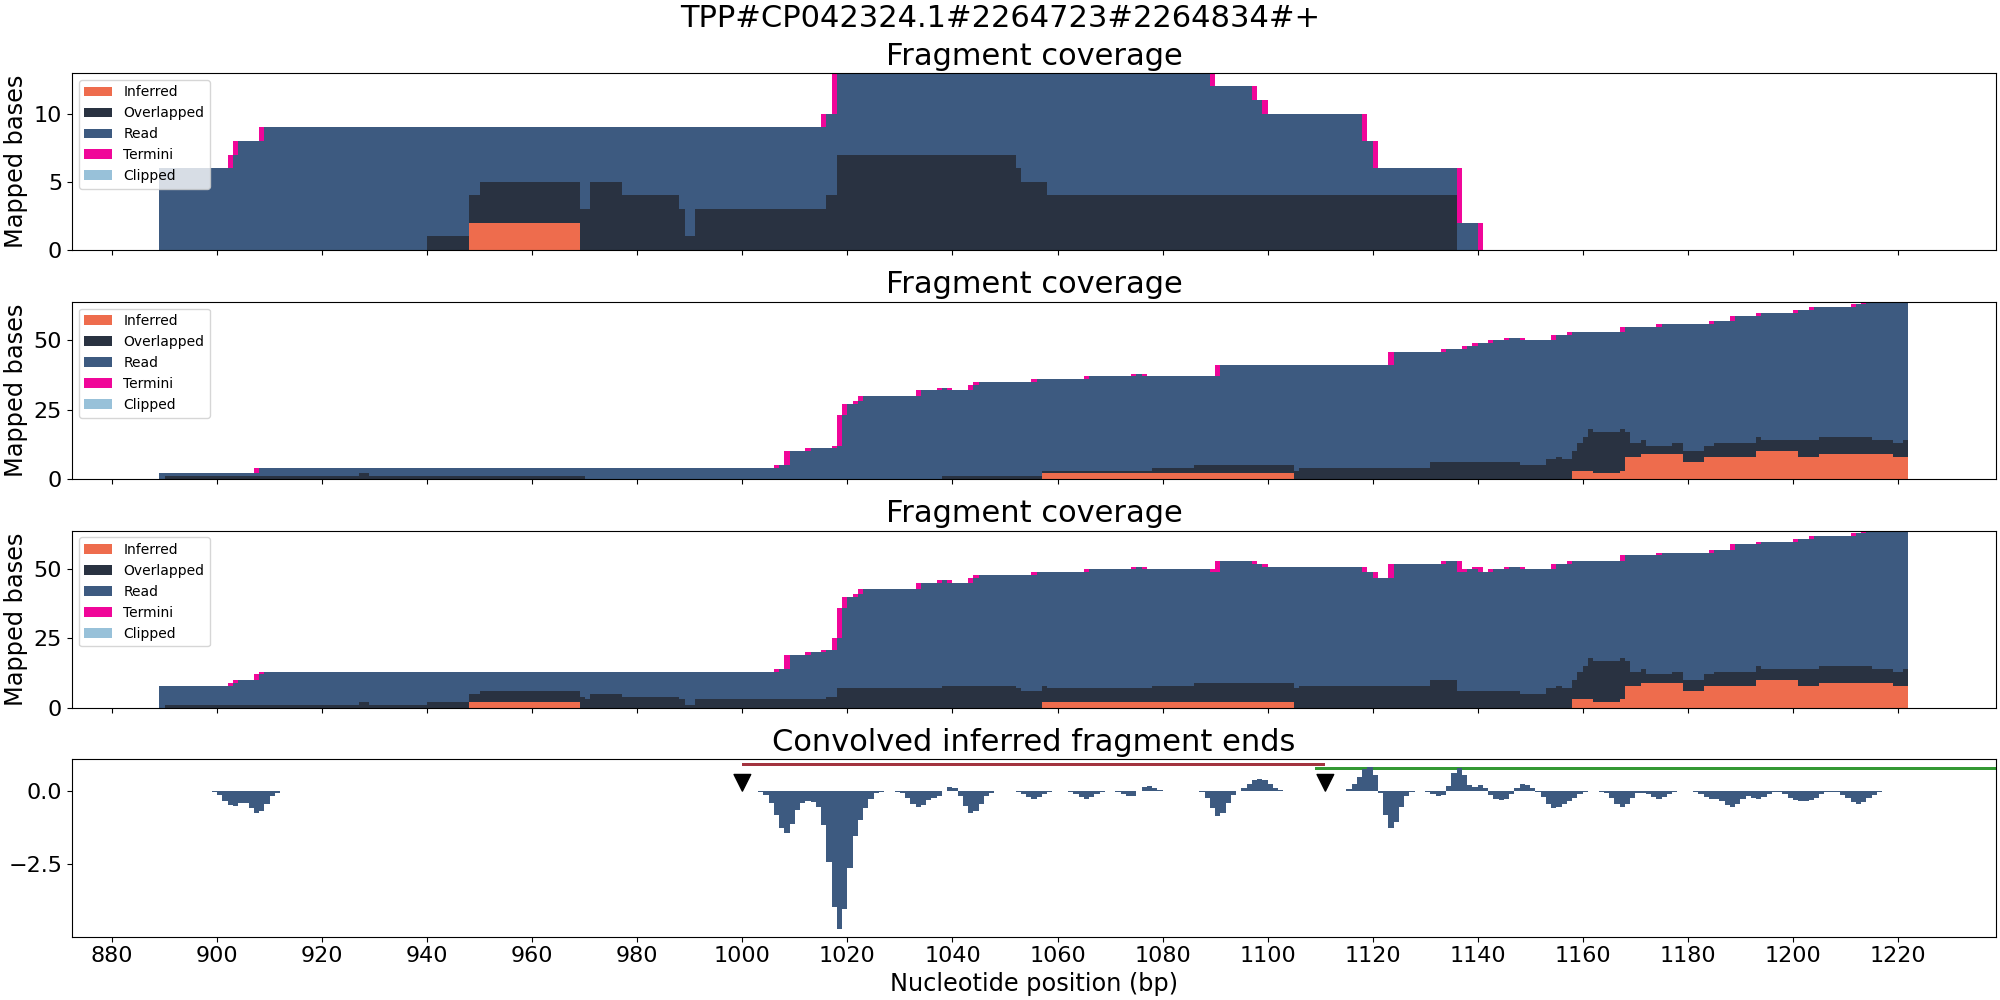 TPP#CP042324.1#2264723#2264834#+
Fragment coverage
Mapped bases
10
5
0
Inferred
Overlapped
Read
Termini
Clipped
Fragment coverage
Mapped bases
50
25
0
Inferred
Overlapped
Read
Termini
Clipped
Fragment coverage
Mapped bases
50
25
0
Inferred
Overlapped
Read
Termini
Clipped
Convolved inferred fragment ends
0.0
−2.5
880 900 920 940 960 980 1000 1020 1040 1060 1080 1100 1120 1140 1160 1180 1200 1220
Nucleotide position (bp)